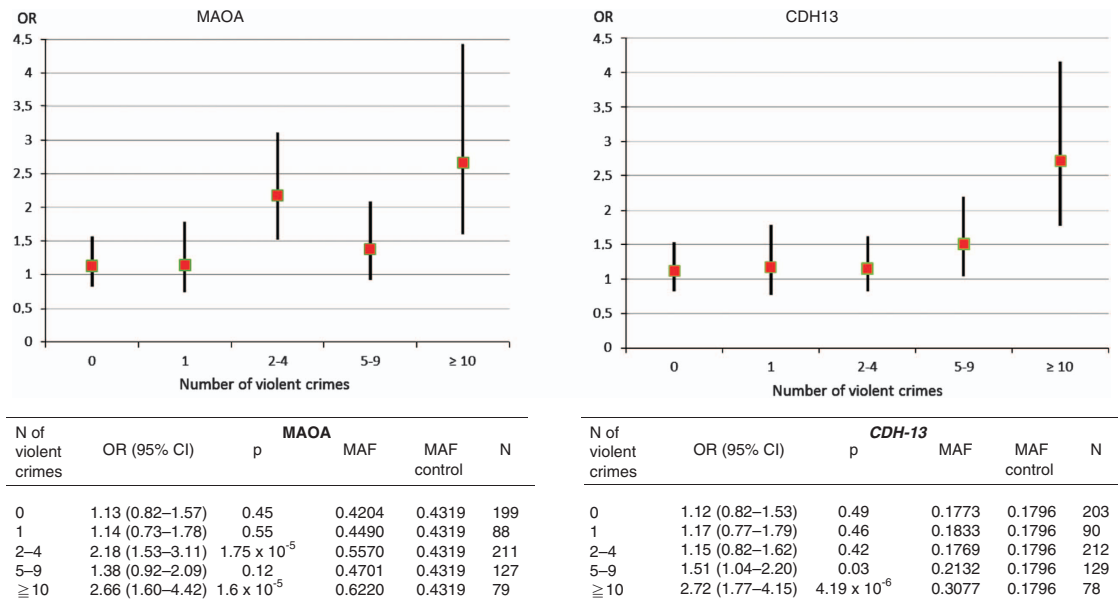 OR MAOA
4,5
4
3,5
3
2,5
2
1,5
1
0,5
0
0 1 2-4 5-9 ≥ 10
Number of violent crimes
OR CDH13
4,5
4
3,5
3
2,5
2
1,5
1
0,5
0
0 1 2-4 5-9 ≥ 10
Number of violent crimes
MAOA
N of violent crimes OR (95% CI) p MAF MAF control N
0 1.13 (0.82–1.57) 0.45 0.4204 0.4319 199
1 1.14 (0.73–1.78) 0.55 0.4490 0.4319 88
2–4 2.18 (1.53–3.11) 1.75 x 10-5 0.5570 0.4319 211
5–9 1.38 (0.92–2.09) 0.12 0.4701 0.4319 127
≧10 2.66 (1.60–4.42) 1.6 x 10-5 0.6220 0.4319 79
CDH-13
N of violent crimes OR (95% CI) p MAF MAF control N
0 1.12 (0.82–1.53) 0.49 0.1773 0.1796 203
1 1.17 (0.77–1.79) 0.46 0.1833 0.1796 90
2–4 1.15 (0.82–1.62) 0.42 0.1769 0.1796 212
5–9 1.51 (1.04–2.20) 0.03 0.2132 0.1796 129
≧10 2.72 (1.77–4.15) 4.19 x 10-6 0.3077 0.1796 78